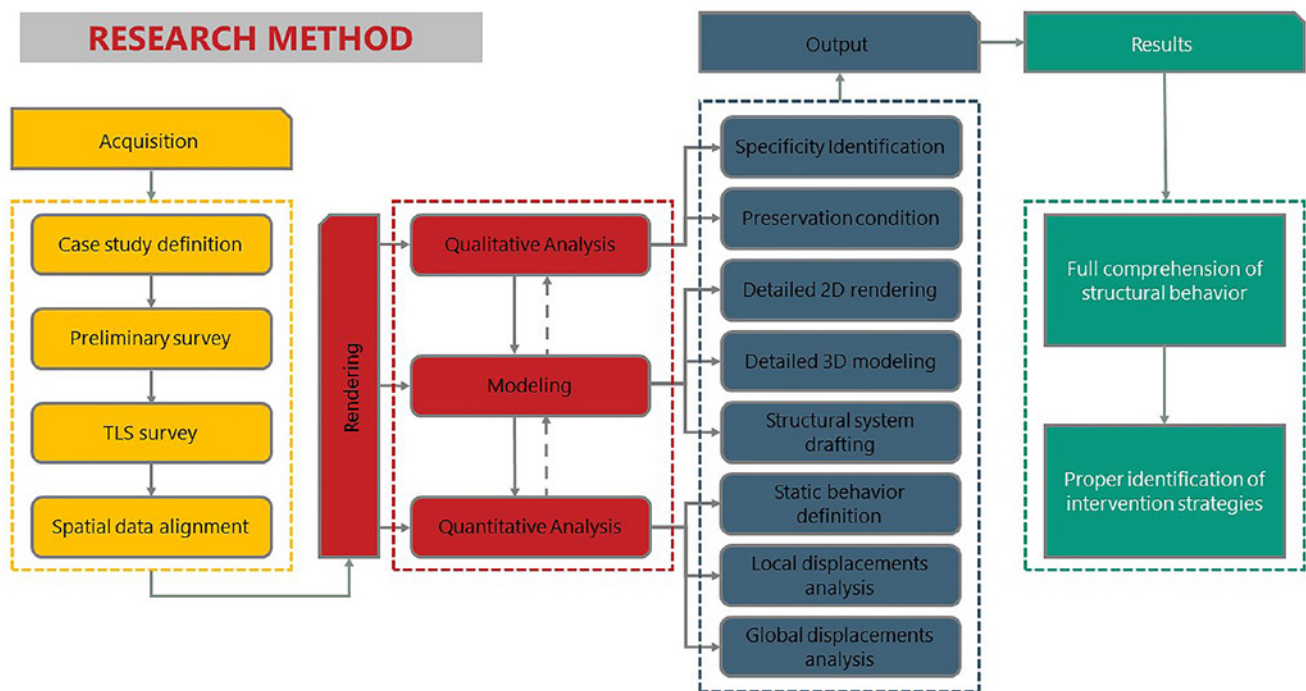 RESEARCH METHOD
Acquisition
Case study definition
Preliminary survey
TLS survey
Spatial data alignment
Rendering
Qualitative Analysis
Modeling
Quantitative Analysis
Output
Specificity Identification
Preservation condition
Detailed 2D rendering
Detailed 3D modeling
Structural system
drafting
Static behavior
definition
Local displacements
analysis
Global displacements
analysis
Results
Full comprehension of
structural behavior
Proper identification of
intervention strategies